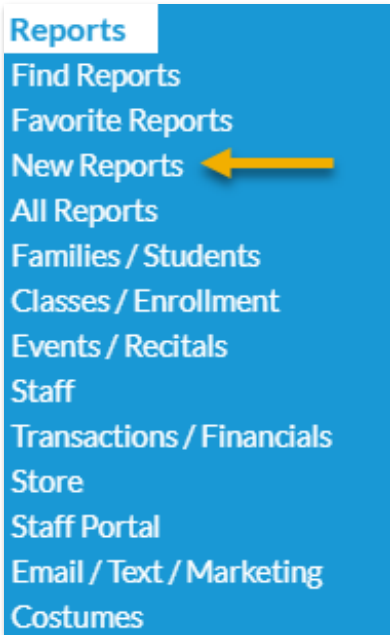 Reports
Find Reports
Favorite Reports
New Reports
All Reports
Families / Students
Classes / Enrollment
Events / Recitals
Staff
Transactions / Financials
Store
Staff Portal
Email / Text / Marketing
Costumes